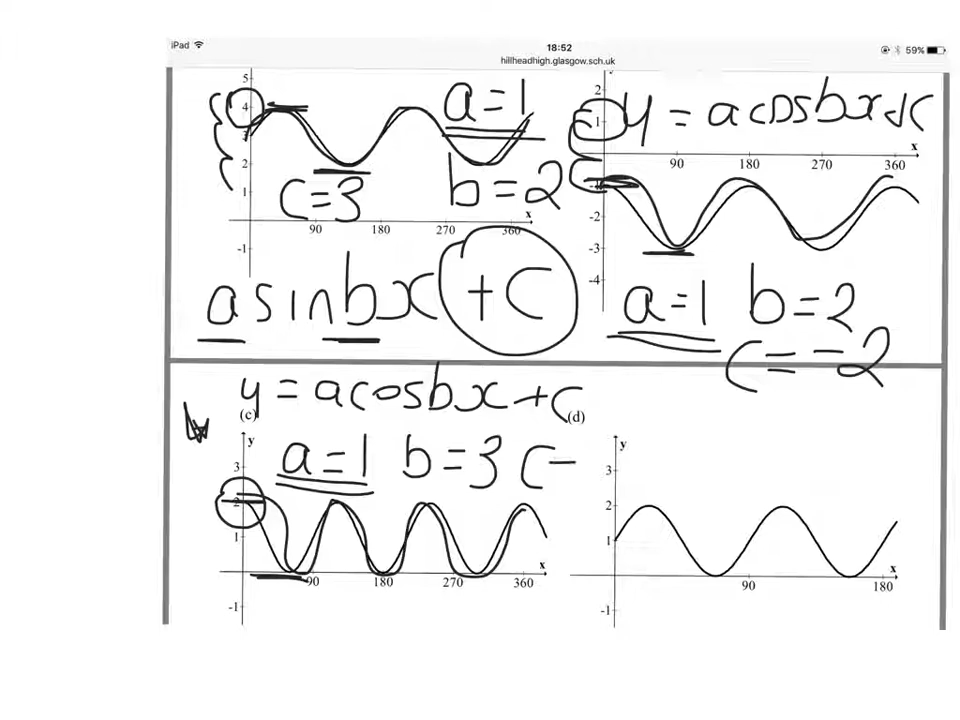 iPad 18:52 59%
hillheadhigh.glasgow.sch.uk
5
4
2
1
-1
90 180 270 360
x
a = 1
c = 3
b = 2
a sin bx + c
2
1
-2
-3
-4
90 180 270 360
x
y = a cos bx + c
a = 1 b = 2
c = -2
y = a cos bx + c
(c)
y
a = 1 b = 3 c =
3
2
1
-1
90 180 270 360
x
(d)
y
3
2
1
-1
90 180
x